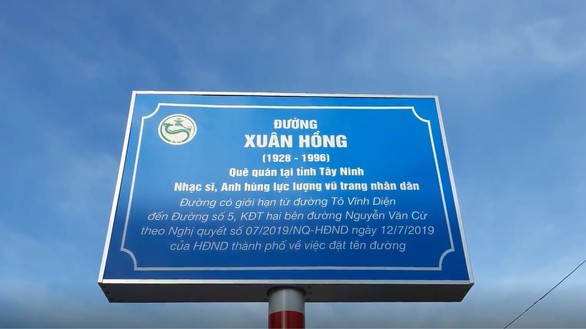 ĐƯỜNG
XUÂN HỒNG
(1928 - 1996)
Quê quán tại tỉnh Tây Ninh
Nhạc sĩ, Anh hùng lực lượng vũ trang nhân dân
Đường có giới hạn từ đường Tô Vĩnh Diện
đến Đường số 5, KĐT hai bên đường Nguyễn Văn Cừ
theo Nghị quyết số 07/2019/NQ-HĐND ngày 12/7/2019
của HĐND thành phố về việc đặt tên đường